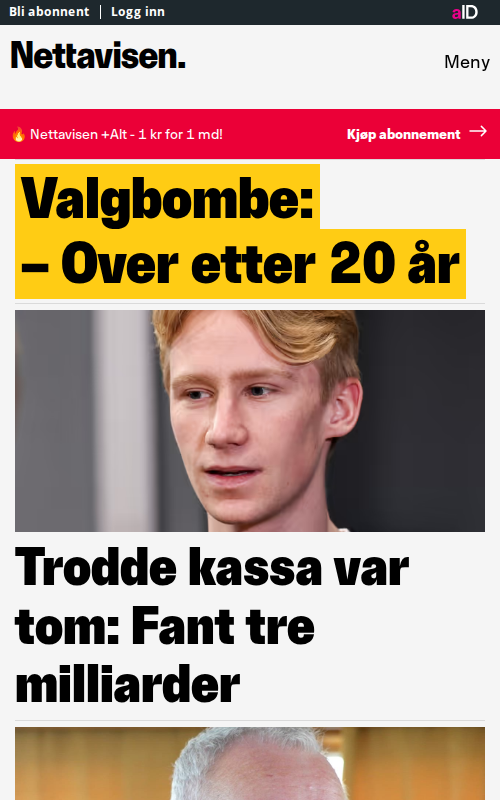 Bli abonnent | Logg inn
aID
Nettavisen.
Meny
🔥 Nettavisen +Alt - 1 kr for 1 md!
Kjøp abonnement →
Valgbombe:
– Over etter 20 år
Trodde kassa var
tom: Fant tre
milliarder